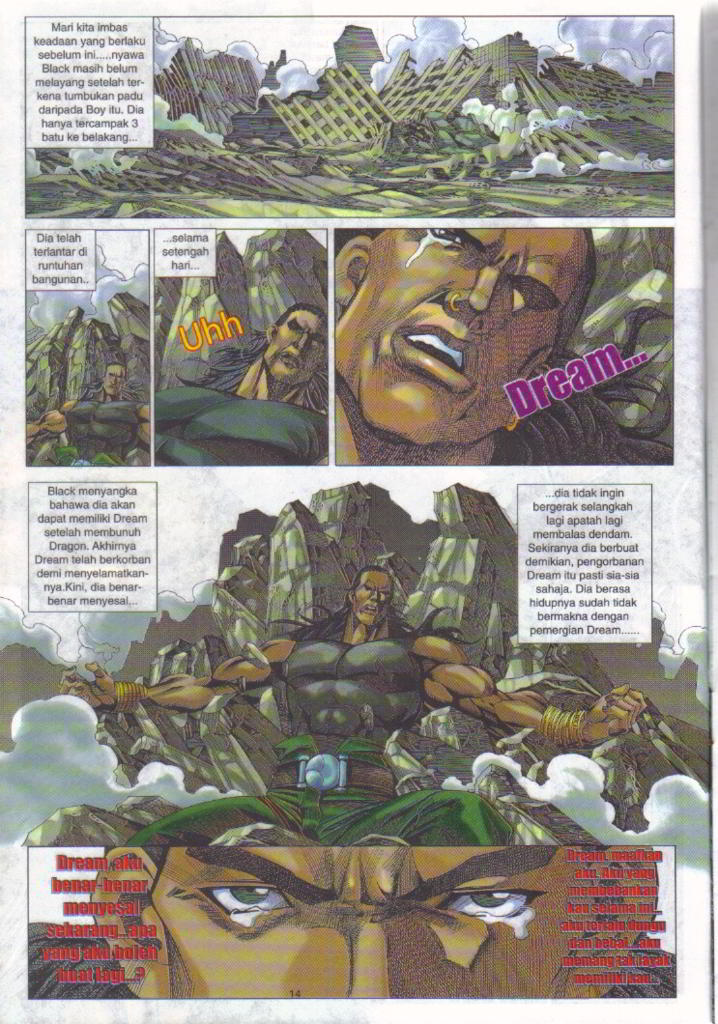 Mari kita imbas
keadaan yang berlaku
sebelum ini.....nyawa
Black masih belum
melayang setelah ter-
kena tumbukan padu
daripada Boy itu. Dia
hanya tercampak 3
batu ke belakang...
Dia telah
terlantar di
runtuhan
bangunan..
...selama
setengah
hari...
Uhh
Dream...
Black menyangka
bahawa dia akan
dapat memiliki Dream
setelah membunuh
Dragon. Akhirnya
Dream telah berkorban
demi menyelamatkan-
nya.Kini, dia benar-
benar menyesal...
...dia tidak ingin
bergerak selangkah
lagi apatah lagi
membalas dendam.
Sekiranya dia berbuat
demikian, pengorbanan
Dream itu pasti sia-sia
sahaja. Dia berasa
hidupnya sudah tidak
bermakna dengan
pemergian Dream......
Dream, aku
benar-benar
menyesal
sekarang...apa
yang aku boleh
buat lagi...?
Dream, maafkan
aku. Aku yang
membebankan
kau selama ini...
aku terlalu dungu
dan bebal...aku
memang tak layak
memiliki kau...
14